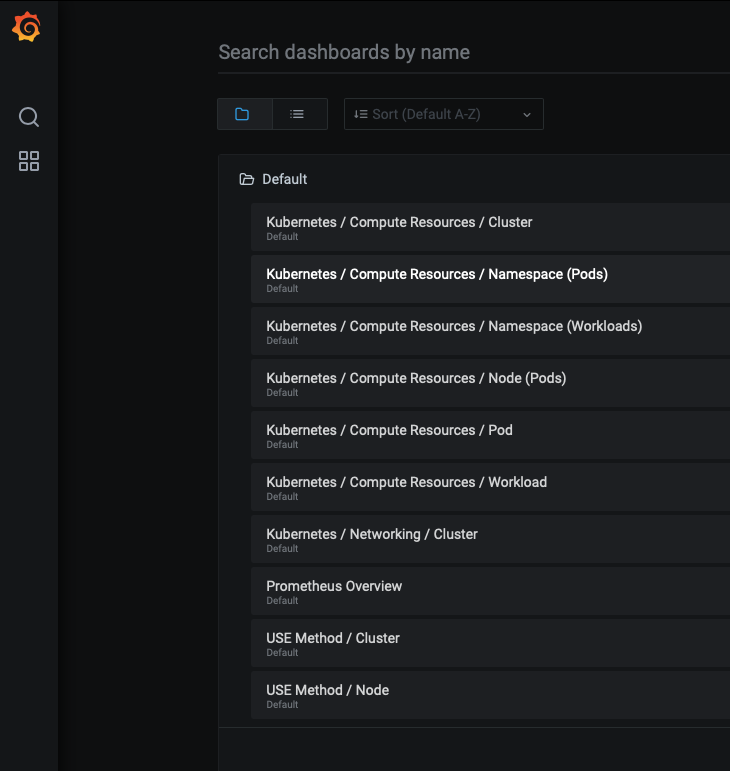 Search dashboards by name
Sort (Default A-Z)
Default
Kubernetes / Compute Resources / Cluster
Default
Kubernetes / Compute Resources / Namespace (Pods)
Default
Kubernetes / Compute Resources / Namespace (Workloads)
Default
Kubernetes / Compute Resources / Node (Pods)
Default
Kubernetes / Compute Resources / Pod
Default
Kubernetes / Compute Resources / Workload
Default
Kubernetes / Networking / Cluster
Default
Prometheus Overview
Default
USE Method / Cluster
Default
USE Method / Node
Default